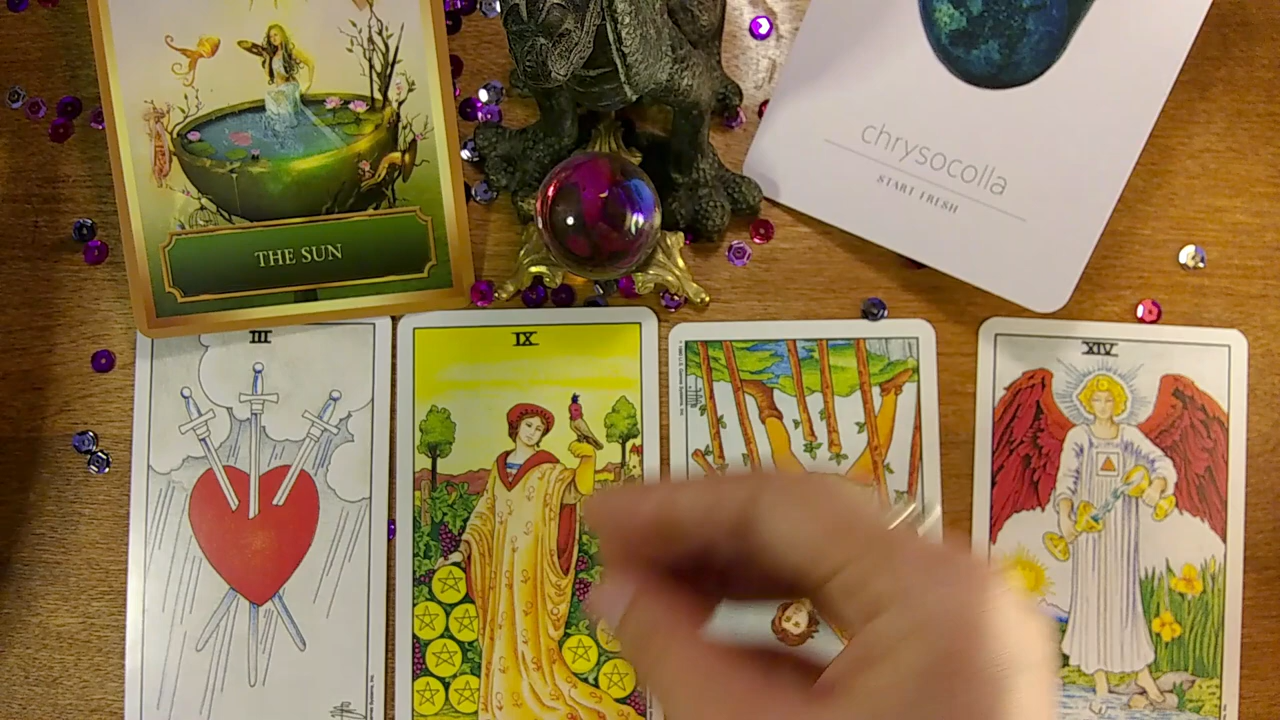 THE SUN
chrysocolla
START FRESH
III
IX
XIV